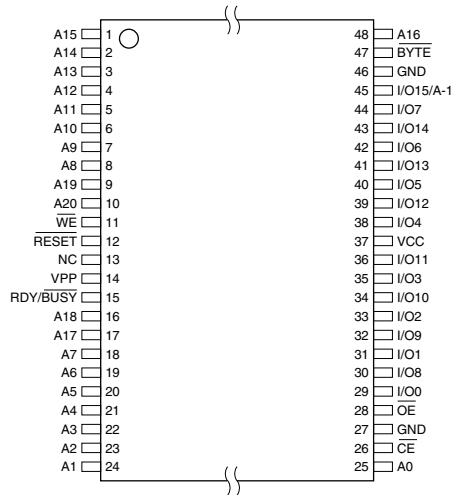 A15 1 48 A16
A14 2 47 BYTE
A13 3 46 GND
A12 4 45 I/O15/A-1
A11 5 44 I/O7
A10 6 43 I/O14
A9 7 42 I/O6
A8 8 41 I/O13
A19 9 40 I/O5
A20 10 39 I/O12
WE 11 38 I/O4
RESET 12 37 VCC
NC 13 36 I/O11
VPP 14 35 I/O3
RDY/BUSY 15 34 I/O10
A18 16 33 I/O2
A17 17 32 I/O9
A7 18 31 I/O1
A6 19 30 I/O8
A5 20 29 I/O0
A4 21 28 OE
A3 22 27 GND
A2 23 26 CE
A1 24 25 A0